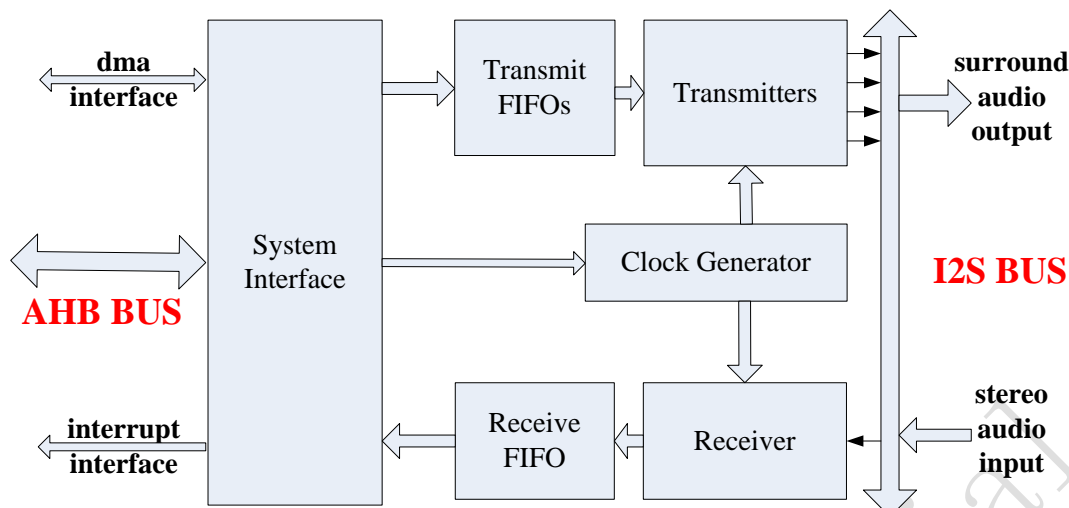 dma
interface
Transmit
FIFOs
Transmitters
surround
audio
output
System
Interface
Clock Generator
AHB BUS
I2S BUS
interrupt
interface
Receive
FIFO
Receiver
stereo
audio
input